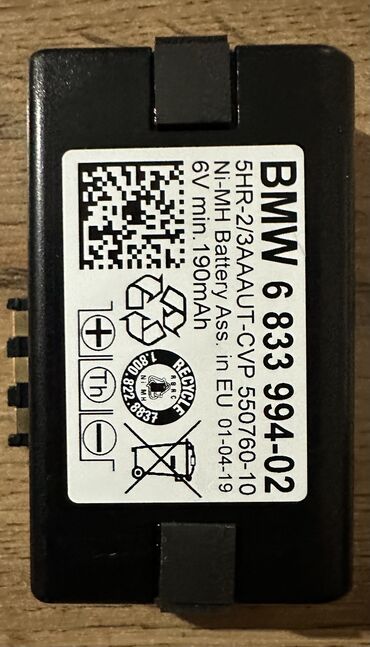 BMW 6 833 994-02
5HR-2/3AAAUT-CVP 550760-10
Ni-MH Battery Ass. in EU 01-04-19
6V min. 190mAh
RBRC
Ni-MH
RECYCLE
1.800.822.8837
+
Th
−